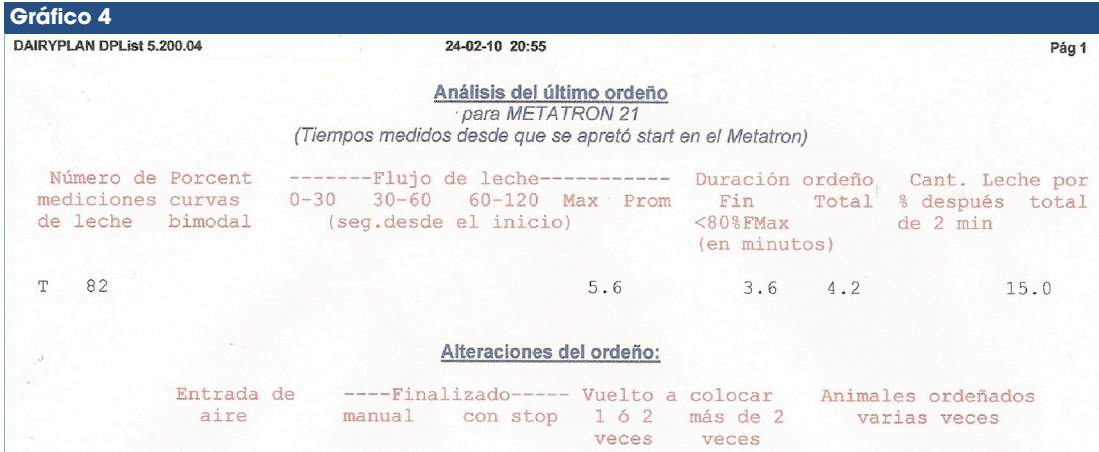 Gráfico 4
DAIRYPLAN DPList 5.200.04 24-02-10 20:55 Pág 1
Análisis del último ordeño
para METATRON 21
(Tiempos medidos desde que se apretó start en el Metatron)
Número de Porcent -------Flujo de leche----------- Duración ordeño Cant. Leche por
mediciones curvas 0-30 30-60 60-120 Max Prom Fin Total % después total
de leche bimodal (seg.desde el inicio) <80%FMax de 2 min
(en minutos)
T 82 5.6 3.6 4.2 15.0
Alteraciones del ordeño:
Entrada de ----Finalizado----- Vuelto a colocar Animales ordeñados
aire manual con stop 1 ó 2 más de 2 varias veces
veces veces